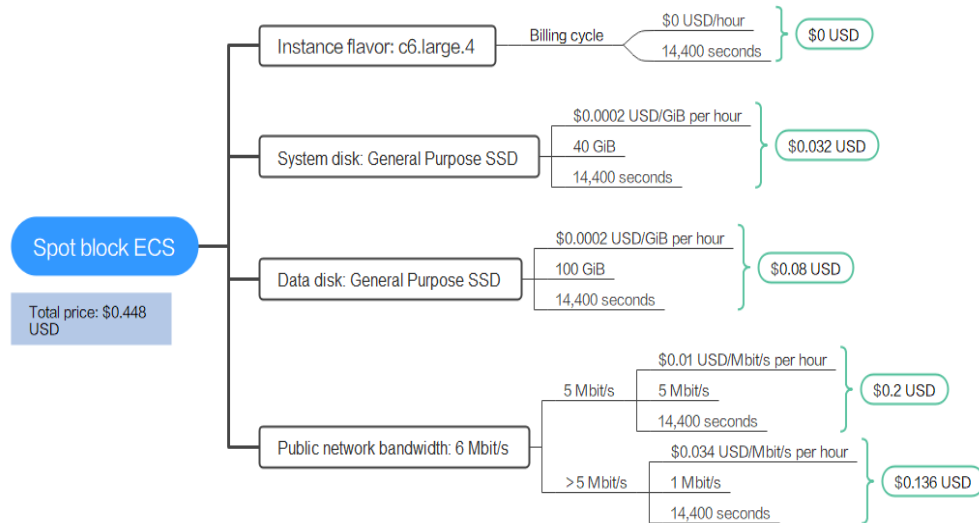 Spot block ECS
Total price: $0.448
USD
Instance flavor: c6.large.4
Billing cycle
$0 USD/hour
14,400 seconds
$0 USD
System disk: General Purpose SSD
$0.0002 USD/GiB per hour
40 GiB
14,400 seconds
$0.032 USD
Data disk: General Purpose SSD
$0.0002 USD/GiB per hour
100 GiB
14,400 seconds
$0.08 USD
Public network bandwidth: 6 Mbit/s
5 Mbit/s
$0.01 USD/Mbit/s per hour
5 Mbit/s
14,400 seconds
$0.2 USD
>5 Mbit/s
$0.034 USD/Mbit/s per hour
1 Mbit/s
14,400 seconds
$0.136 USD